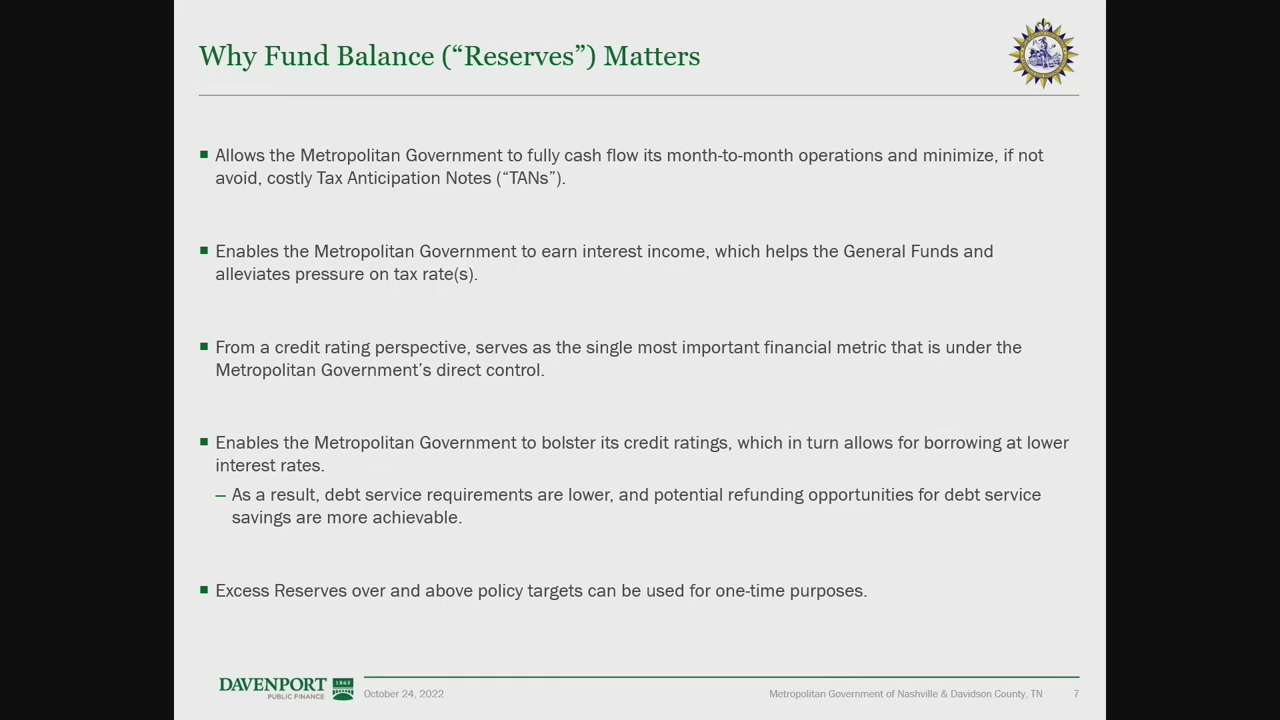 Why Fund Balance (“Reserves”) Matters
Allows the Metropolitan Government to fully cash flow its month-to-month operations and minimize, if not
avoid, costly Tax Anticipation Notes (“TANs”).
Enables the Metropolitan Government to earn interest income, which helps the General Funds and
alleviates pressure on tax rate(s).
From a credit rating perspective, serves as the single most important financial metric that is under the
Metropolitan Government’s direct control.
Enables the Metropolitan Government to bolster its credit ratings, which in turn allows for borrowing at lower
interest rates.
– As a result, debt service requirements are lower, and potential refunding opportunities for debt service
savings are more achievable.
Excess Reserves over and above policy targets can be used for one-time purposes.
DAVENPORT
PUBLIC FINANCE
1863
October 24, 2022
Metropolitan Government of Nashville & Davidson County, TN
7